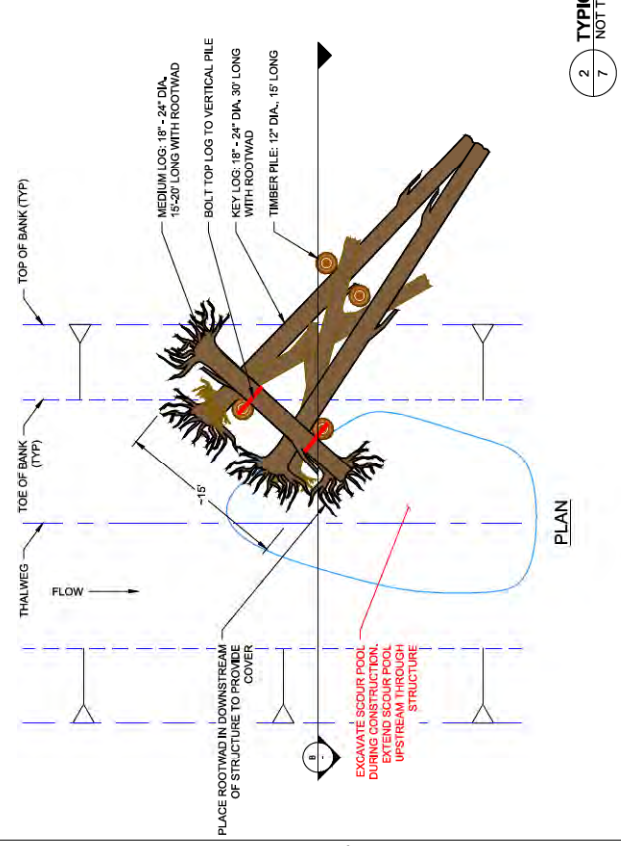 TOP OF BANK (TYP)
TOE OF BANK
(TYP)
THALWEG
FLOW
MEDIUM LOG: 18" - 24" DIA,
15'-20' LONG WITH ROOTWAD
BOLT TOP LOG TO VERTICAL PILE
KEY LOG: 18" - 24" DIA, 30' LONG
WITH ROOTWAD
TIMBER PILE: 12" DIA., 15' LONG
~15'
PLACE ROOTWAD IN DOWNSTREAM
OF STRUCTURE TO PROVIDE
COVER
B
-
EXCAVATE SCOUR POOL
DURING CONSTRUCTION.
EXTEND SCOUR POOL
UPSTREAM THROUGH
STRUCTURE
PLAN
2
7
TYPIC
NOT T